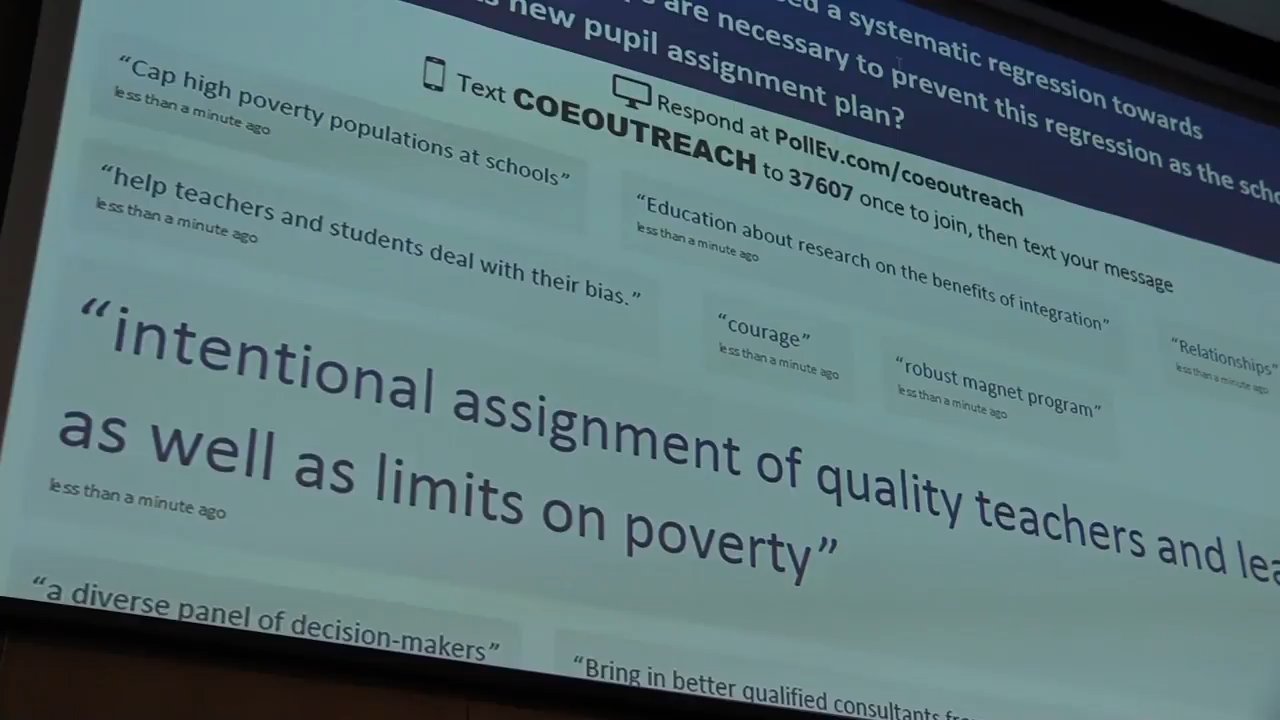 a systematic regression towards
are necessary to prevent this regression as the
new pupil assignment plan?
Respond at PollEv.com/coeoutreach
Text COEOUTREACH to 37607 once to join, then text your message
“Cap high poverty populations at schools”
less than a minute ago
“help teachers and students deal with their bias.”
less than a minute ago
“Education about research on the benefits of integration”
less than a minute ago
“courage”
less than a minute ago
“robust magnet program”
less than a minute ago
“Relationships”
less than a minute ago
“intentional assignment of quality teachers and
as well as limits on poverty”
less than a minute ago
“a diverse panel of decision-makers”
“Bring in better qualified consultants